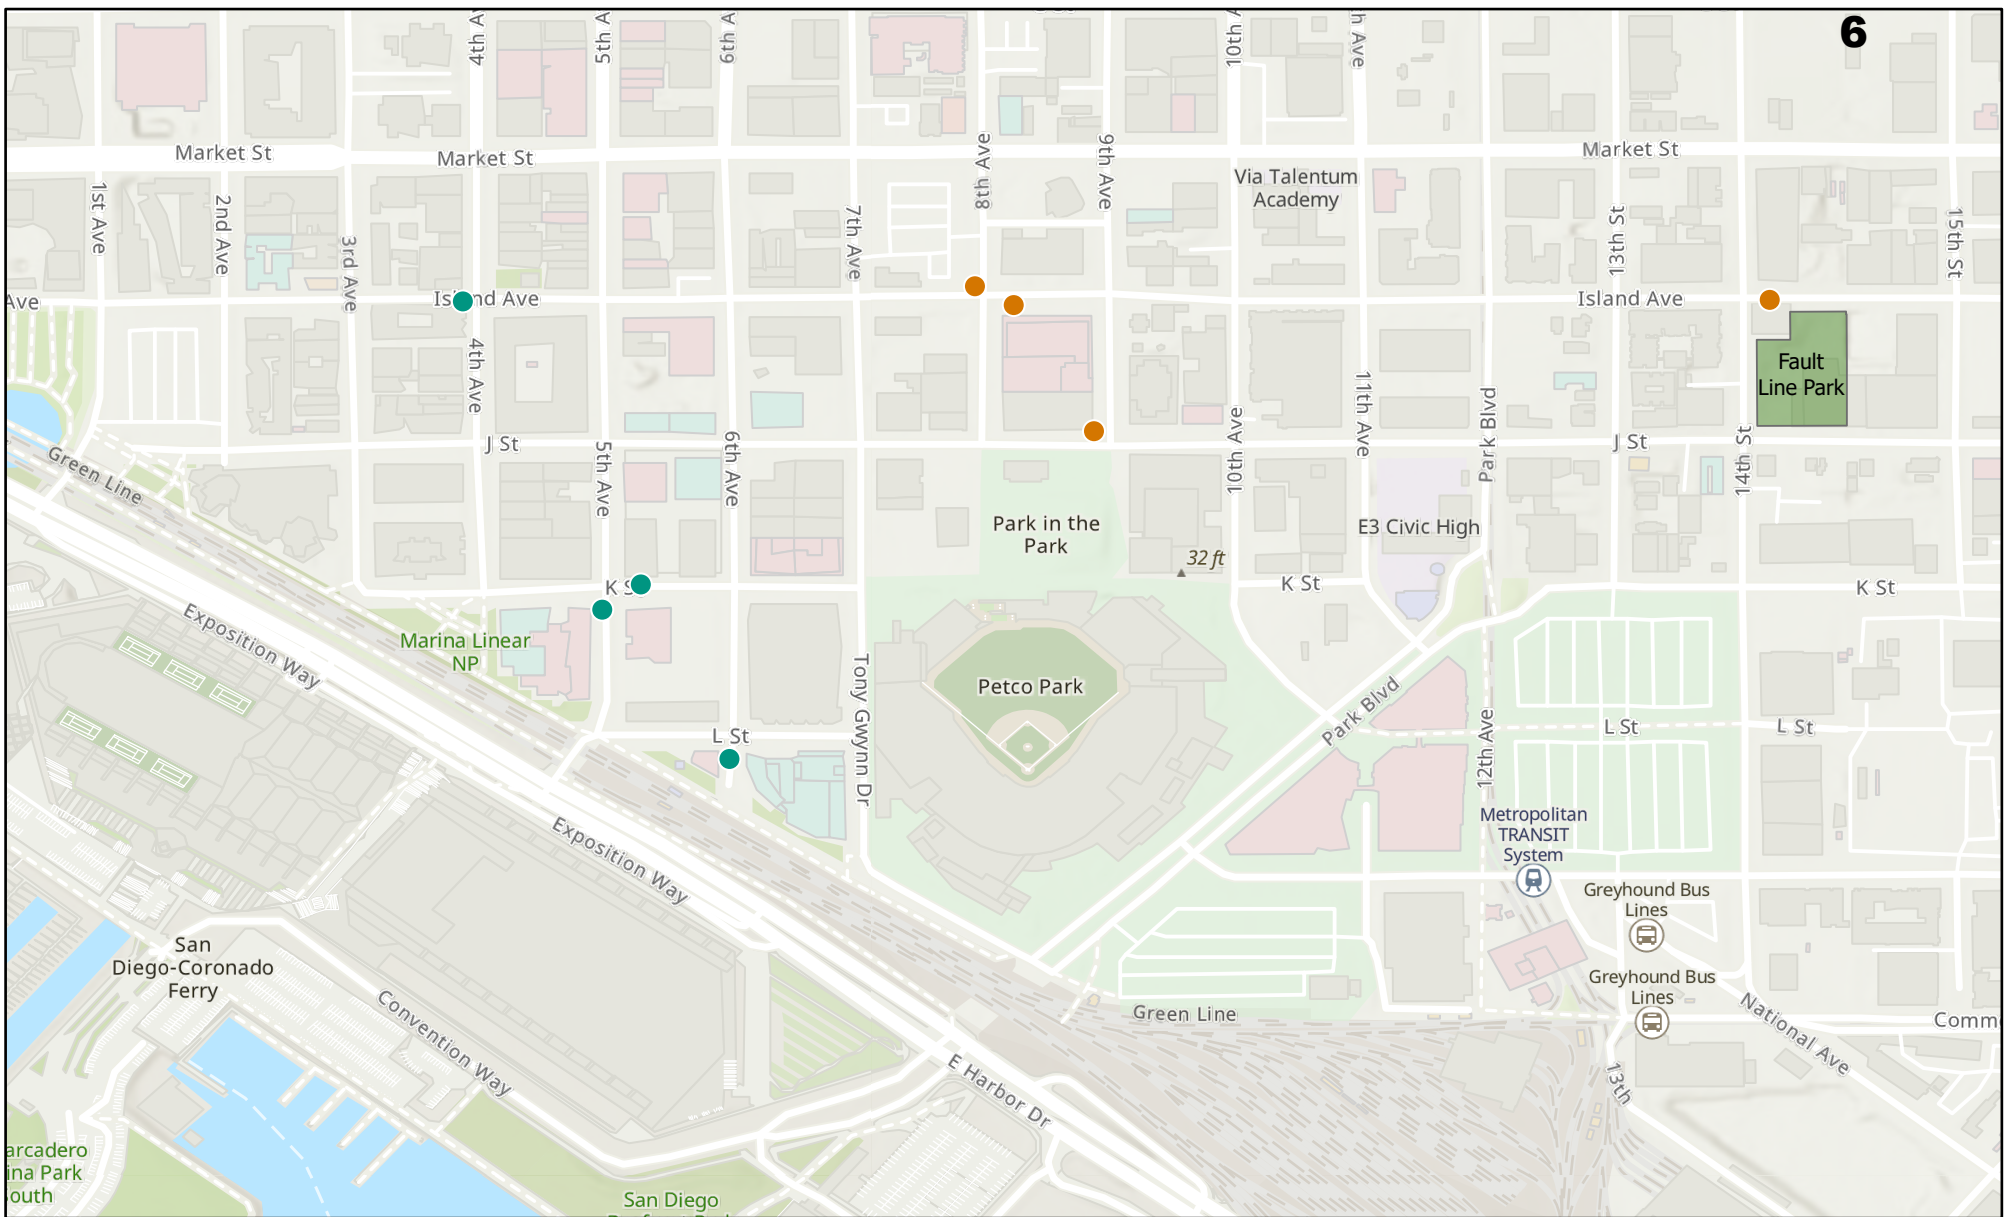 6
4th A
5th A
6th A
10th A
h Ave
Market St
Market St
Market St
1st Ave
2nd Ave
3rd Ave
7th Ave
8th Ave
9th Ave
Via Talentum
Academy
13th St
15th St
Ave
Island Ave
Island Ave
4th Ave
Fault
Line Park
11th Ave
Park Blvd
10th Ave
14th St
Green Line
J St
J St
5th Ave
6th Ave
Park in the
Park
32 ft
E3 Civic High
K St
K St
K St
Exposition Way
Marina Linear
NP
Petco Park
Tony Gwynn Dr
Park Blvd
12th Ave
L St
L St
L St
Metropolitan
TRANSIT
System
Exposition Way
Greyhound Bus
Lines
San
Diego-Coronado
Ferry
Greyhound Bus
Lines
Convention Way
Green Line
National Ave
Comme
E Harbor Dr
13th
arcadero
ina Park
outh
San Diego